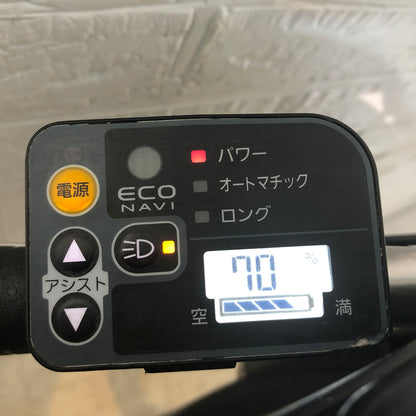 電源
ECO
NAVI
パワー
オートマチック
ロング
アシスト
70 %
空 満